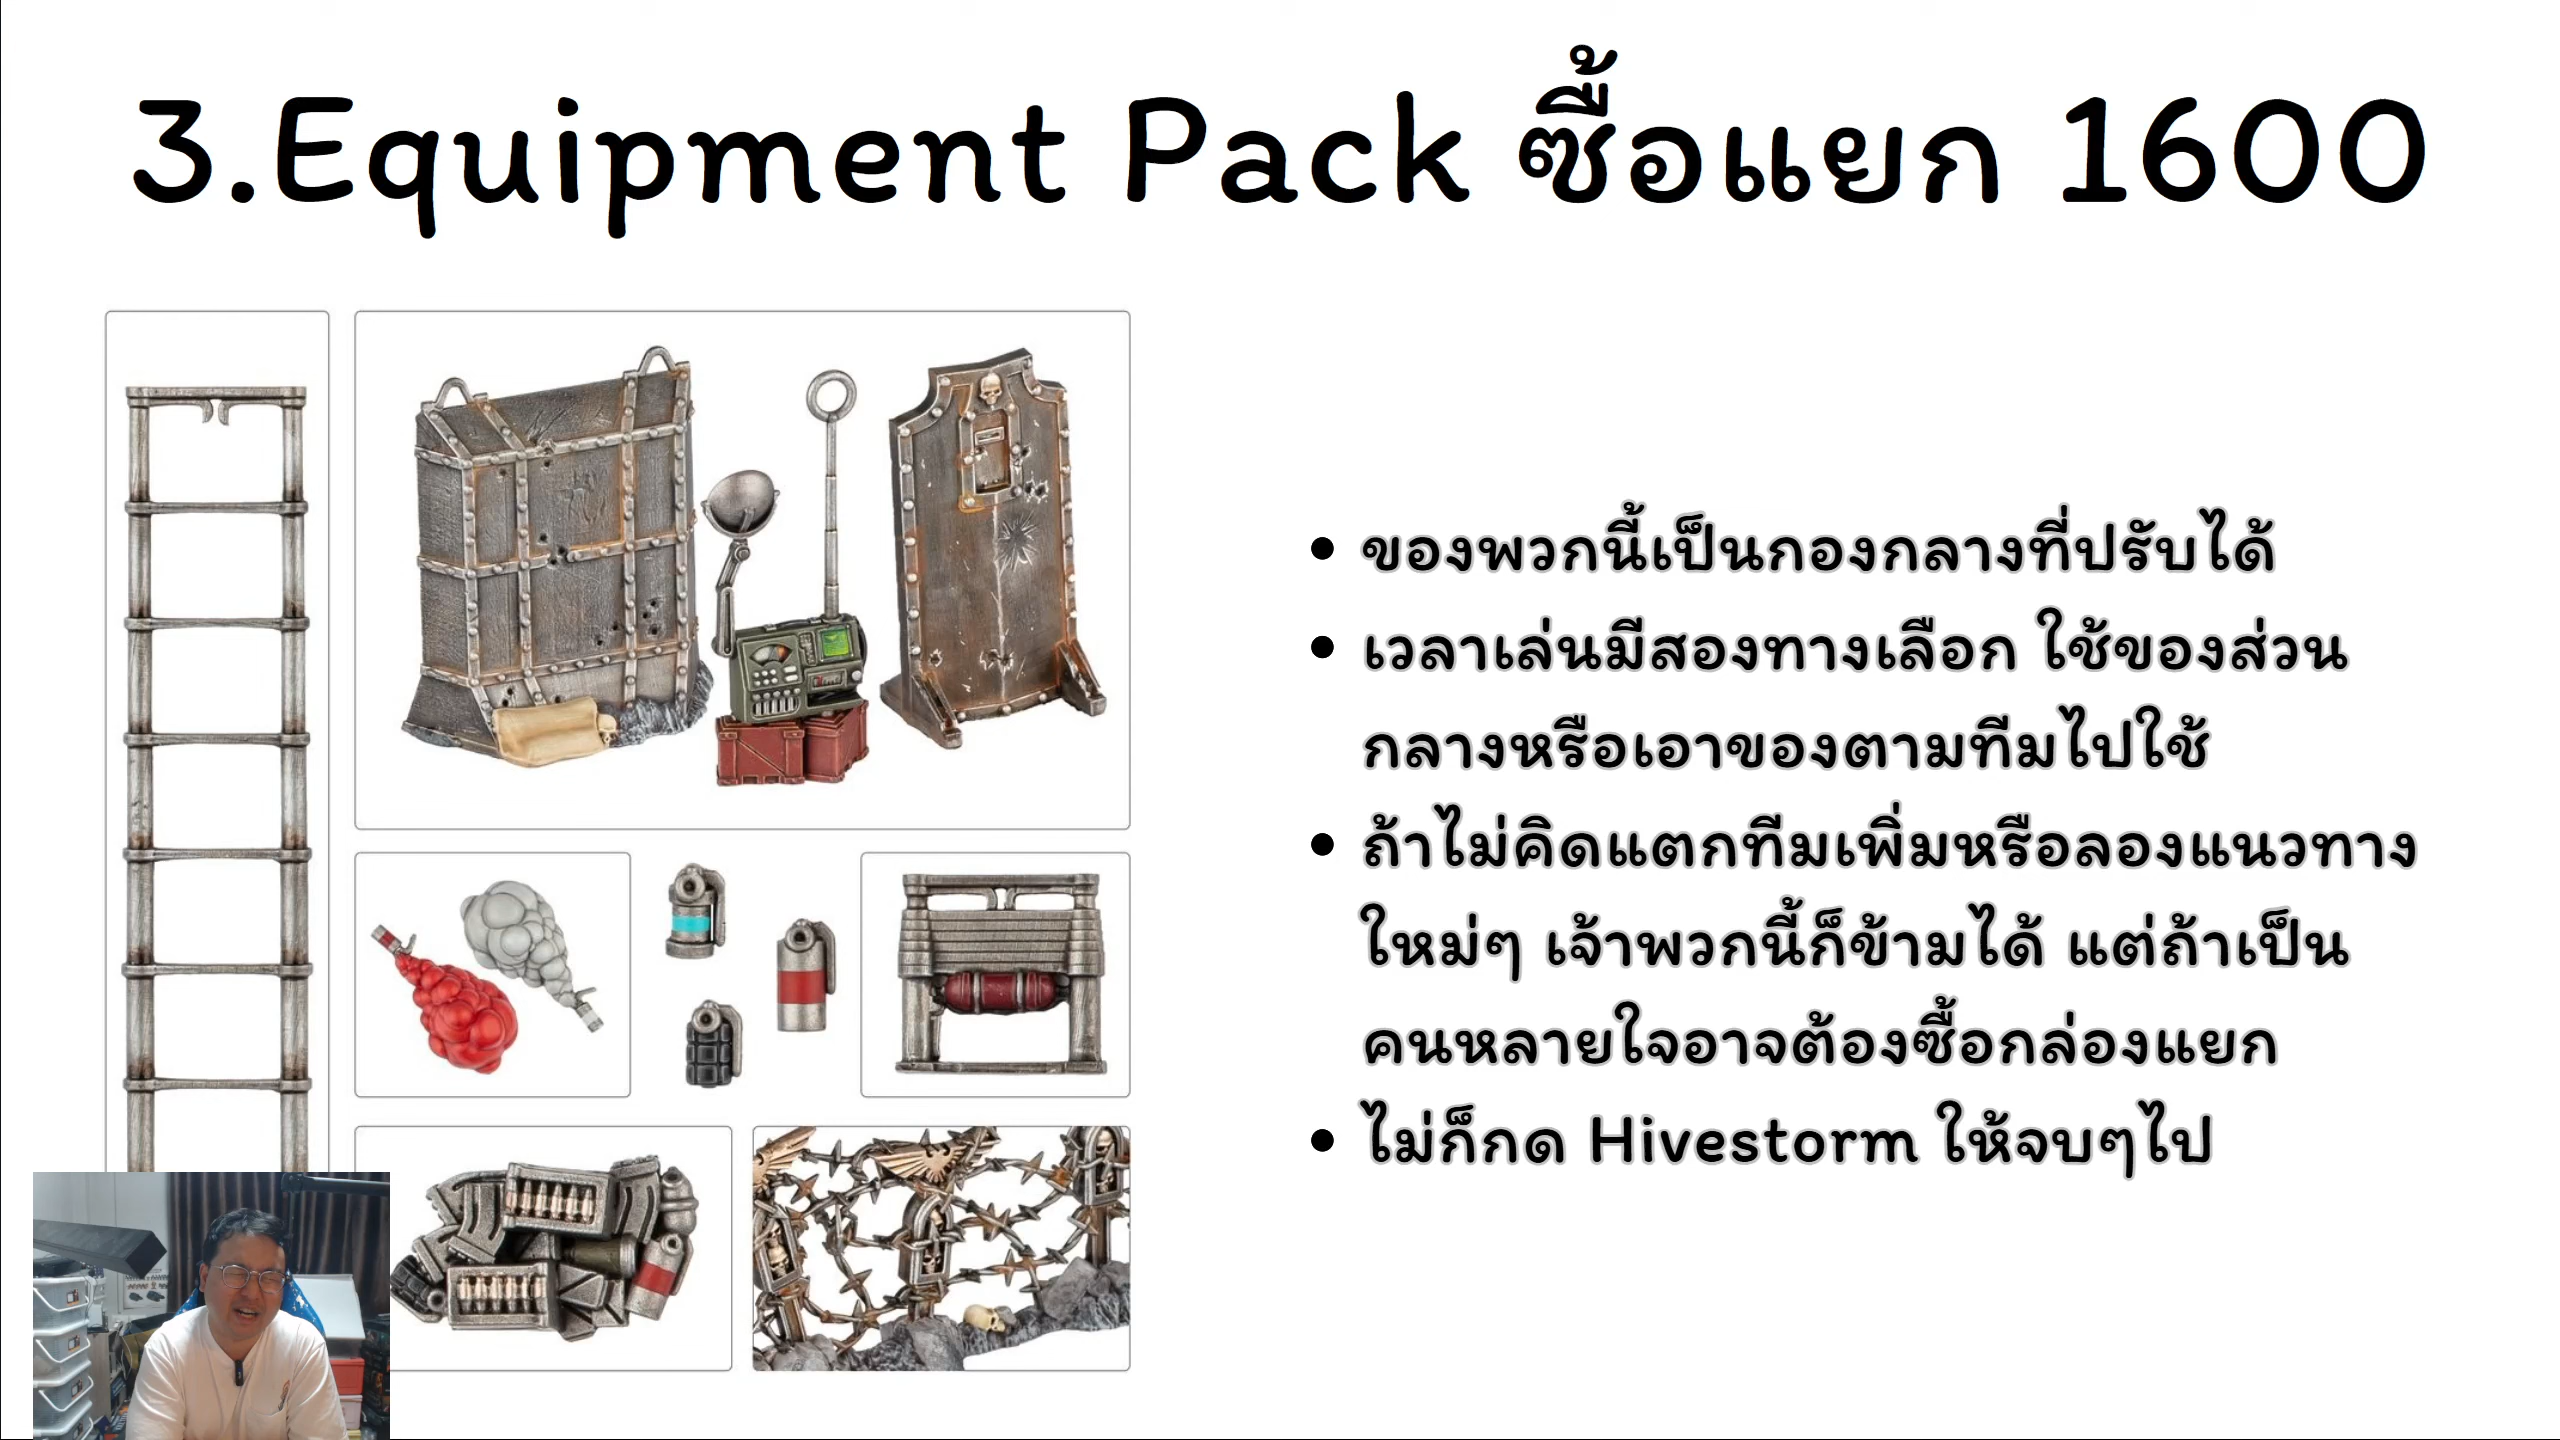 3.Equipment Pack ซื้อแยก 1600
• ของพวกนี้เป็นกองกลางที่ปรับได้
• เวลาเล่นมีสองทางเลือก ใช้ของส่วน
กลางหรือเอาของตามทีมไปใช้
• ถ้าไม่คิดแตกทีมเพิ่มหรือลองแนวทาง
ใหม่ๆ เจ้าพวกนี้ก็ข้ามได้ แต่ถ้าเป็น
คนหลายใจอาจต้องซื้อกล่องแยก
• ไม่ก็กด Hivestorm ให้จบๆไป